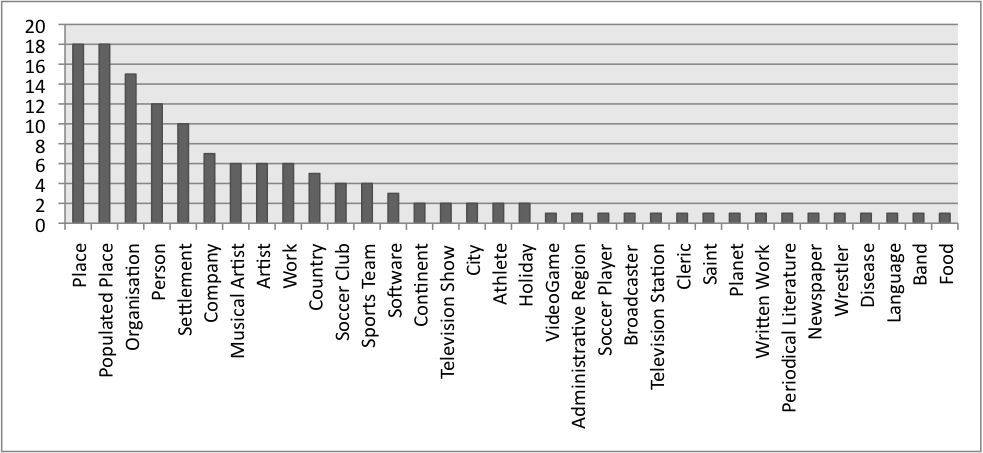 20
18
16
14
12
10
8
6
4
2
0
Place
Populated Place
Organisation
Person
Settlement
Company
Musical Artist
Artist
Work
Country
Soccer Club
Sports Team
Software
Continent
Television Show
City
Athlete
Holiday
VideoGame
Administrative Region
Soccer Player
Broadcaster
Television Station
Cleric
Saint
Planet
Written Work
Periodical Literature
Newspaper
Wrestler
Disease
Language
Band
Food